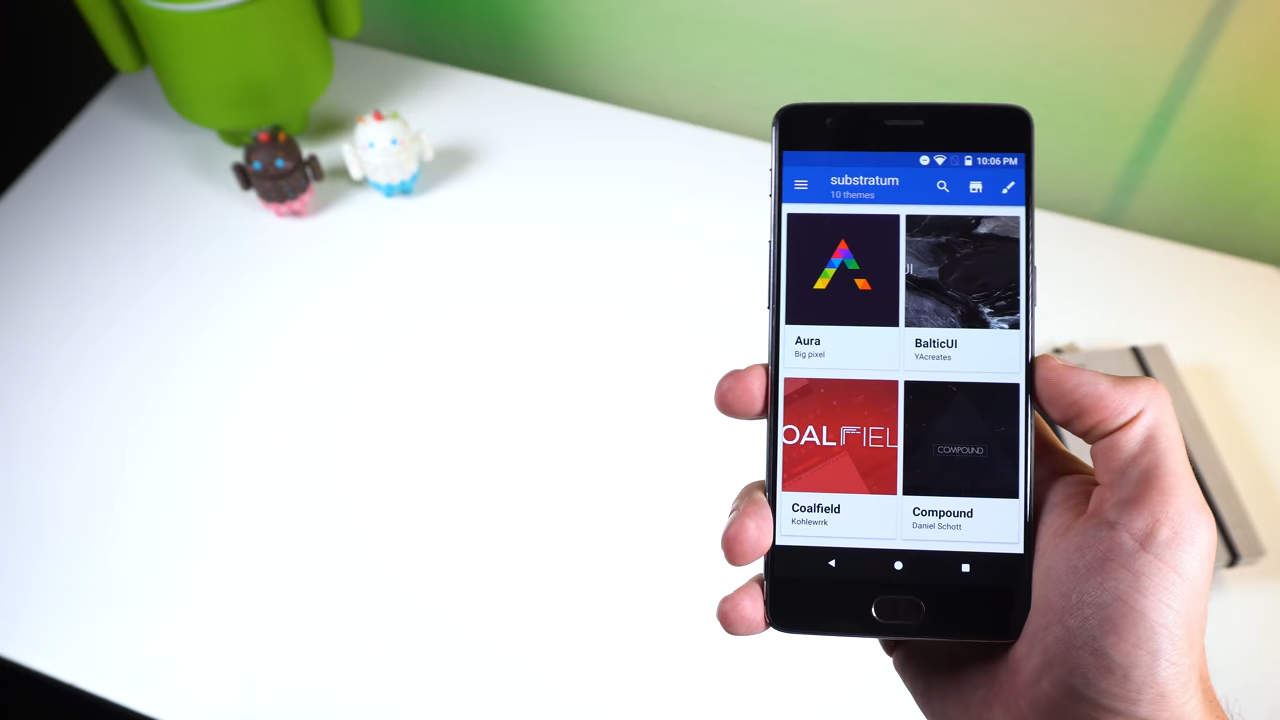 10:06 PM
substratum
10 themes
Aura
Big pixel
UI
BalticUI
YAcreates
OALFIEL
COMPOUND
Coalfield
Kohlewrrk
Compound
Daniel Schott